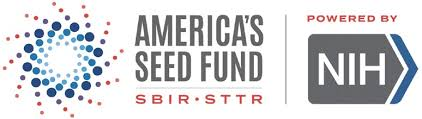 AMERICA'S
SEED FUND
SBIR·STTR
POWERED BY
NIH